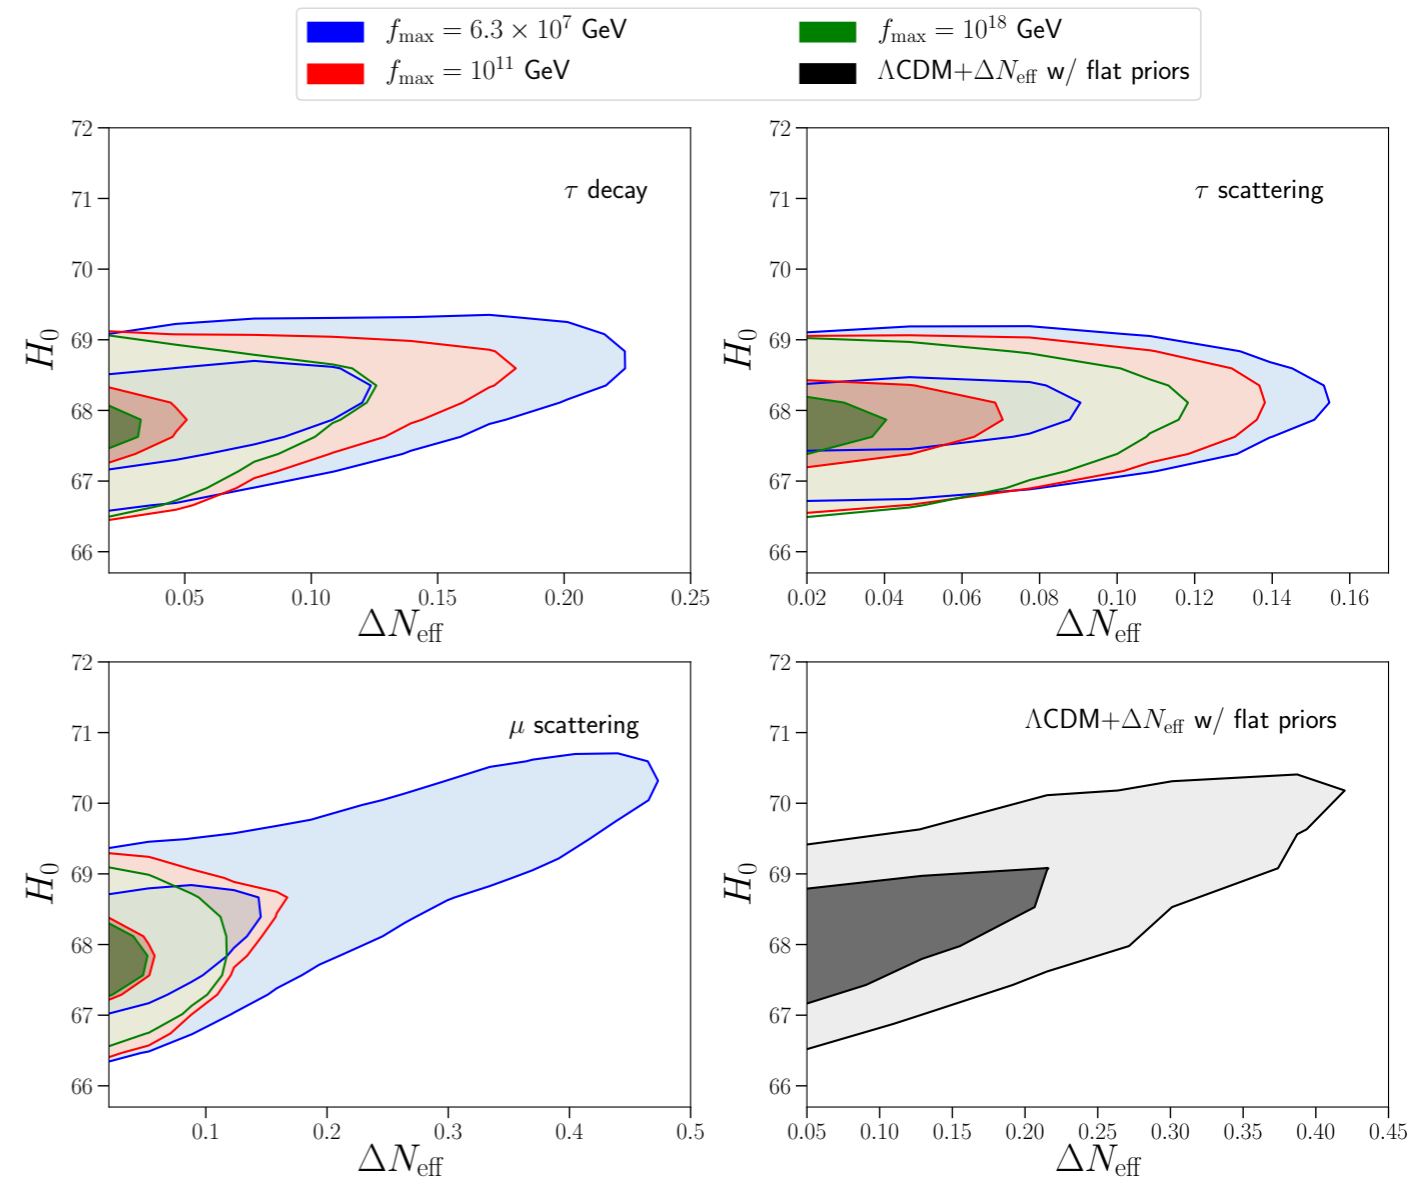 f_max = 6.3 × 10^7 GeV
f_max = 10^11 GeV
f_max = 10^18 GeV
ΛCDM+ΔN_eff w/ flat priors
72
71
70
69
68
67
66
H_0
τ decay
0.05 0.10 0.15 0.20 0.25
ΔN_eff
72
71
70
69
68
67
66
H_0
τ scattering
0.02 0.04 0.06 0.08 0.10 0.12 0.14 0.16
ΔN_eff
72
71
70
69
68
67
66
H_0
μ scattering
0.1 0.2 0.3 0.4 0.5
ΔN_eff
72
71
70
69
68
67
66
H_0
ΛCDM+ΔN_eff w/ flat priors
0.05 0.10 0.15 0.20 0.25 0.30 0.35 0.40 0.45
ΔN_eff